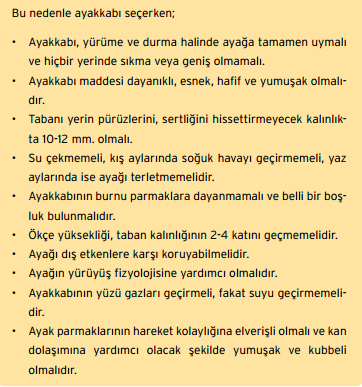 Bu nedenle ayakkabı seçerken;
• Ayakkabı, yürüme ve durma halinde ayağa tamamen uymalı
ve hiçbir yerinde sıkma veya geniş olmamalı.
• Ayakkabı maddesi dayanıklı, esnek, hafif ve yumuşak olmalı-
dır.
• Tabanı yerin pürüzlerini, sertliğini hissettirmeyecek kalınlık-
ta 10-12 mm. olmalı.
• Su çekmemeli, kış aylarında soğuk havayı geçirmemeli, yaz
aylarında ise ayağı terletmemelidir.
• Ayakkabının burnu parmaklara dayanmamalı ve belli bir boş-
luk bulunmalıdır.
• Ökçe yüksekliği, taban kalınlığının 2-4 katını geçmemelidir.
• Ayağı dış etkenlere karşı koruyabilmelidir.
• Ayağın yürüyüş fizyolojisine yardımcı olmalıdır.
• Ayakkabının yüzü gazları geçirmeli, fakat suyu geçirmemeli-
dir.
• Ayak parmaklarının hareket kolaylığına elverişli olmalı ve kan
dolaşımına yardımcı olacak şekilde yumuşak ve kubbeli
olmalıdır.